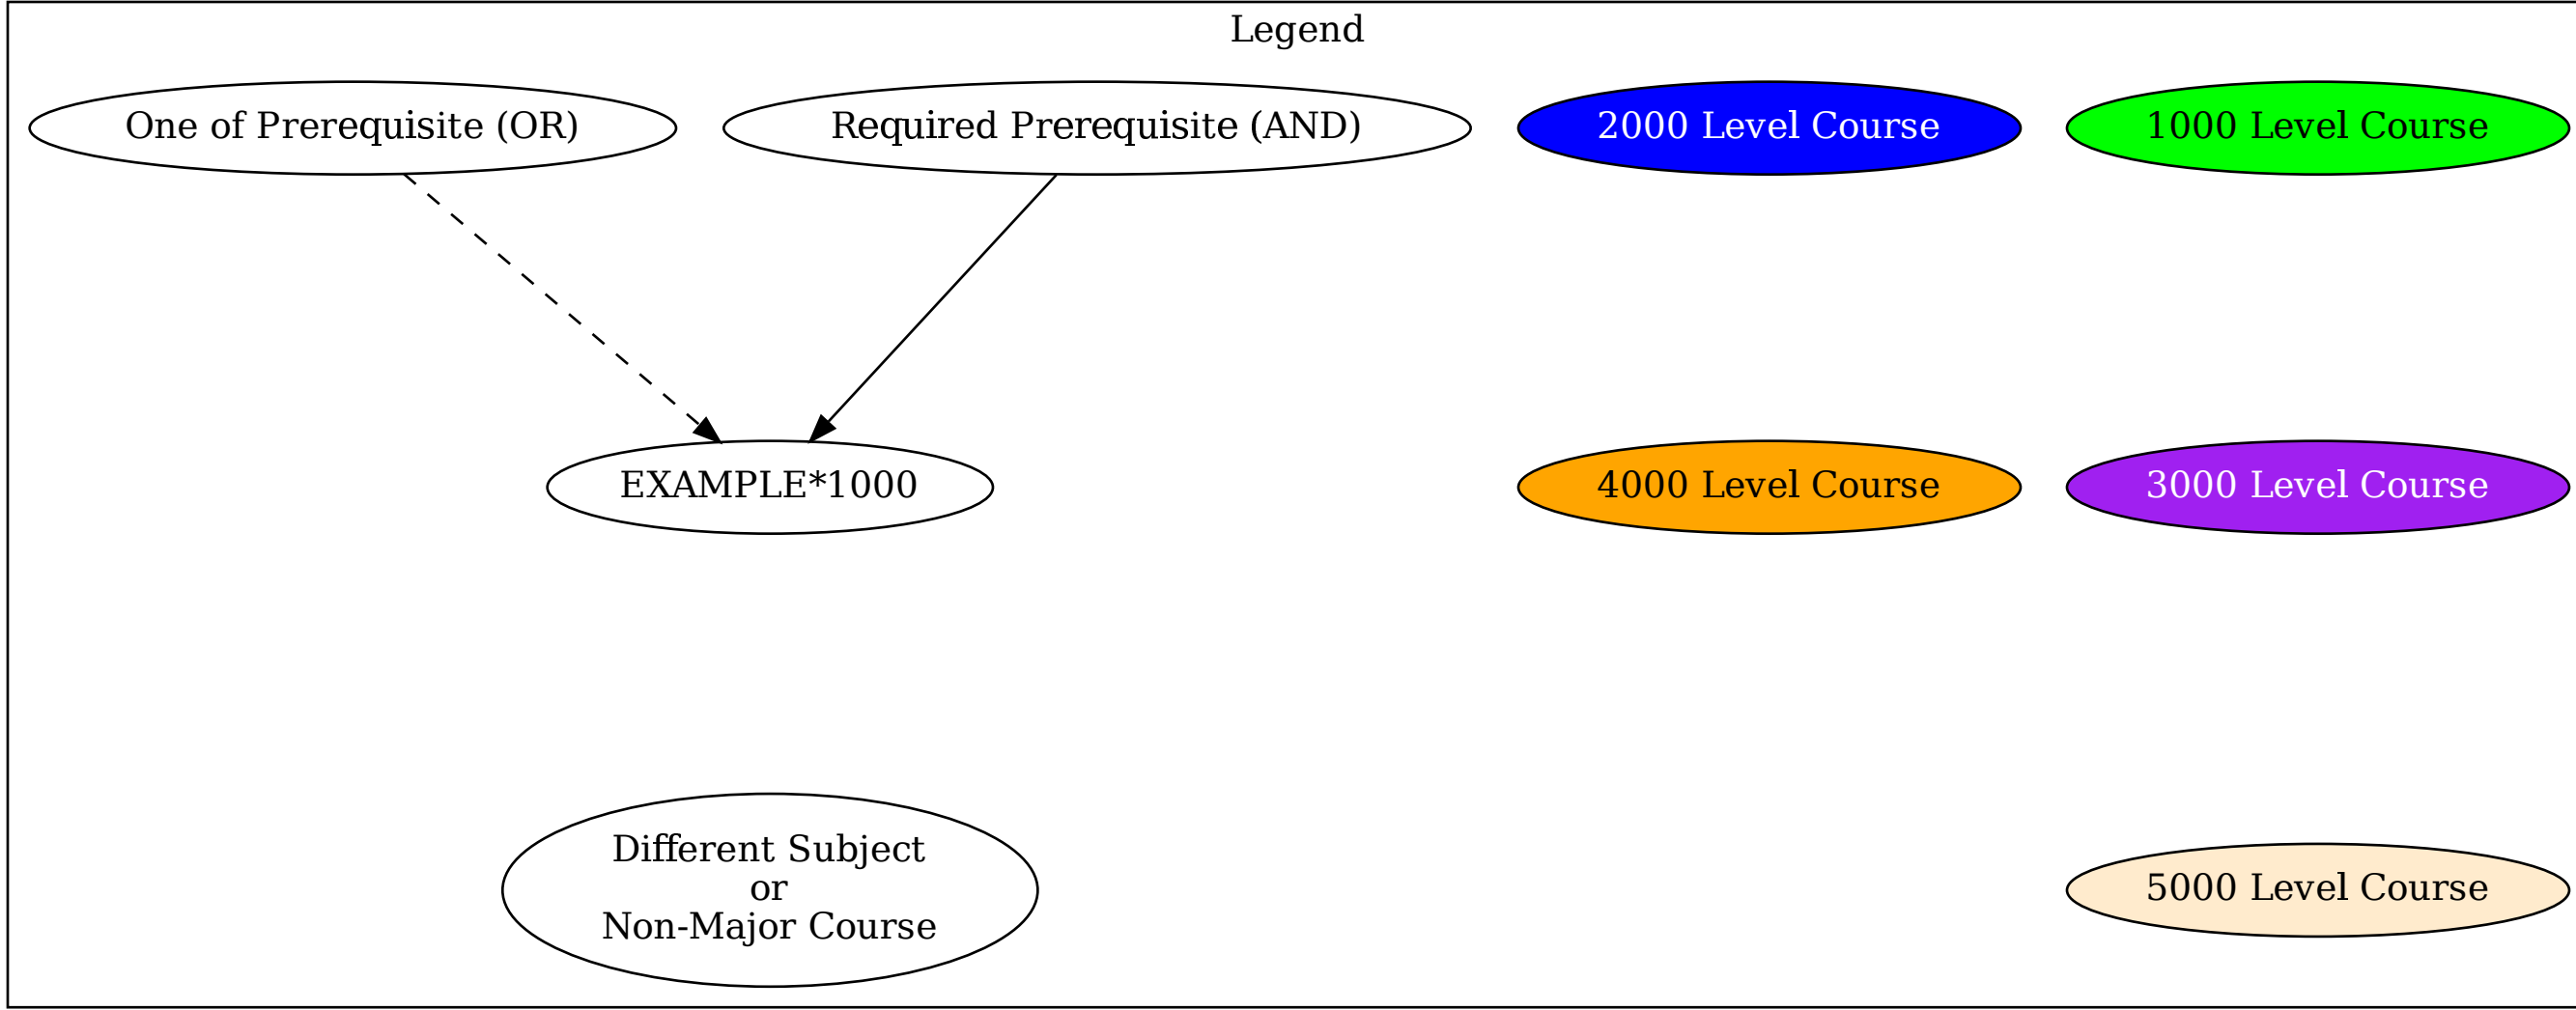 Legend
One of Prerequisite (OR)
Required Prerequisite (AND)
2000 Level Course
1000 Level Course
EXAMPLE*1000
4000 Level Course
3000 Level Course
Different Subject
or
Non-Major Course
5000 Level Course